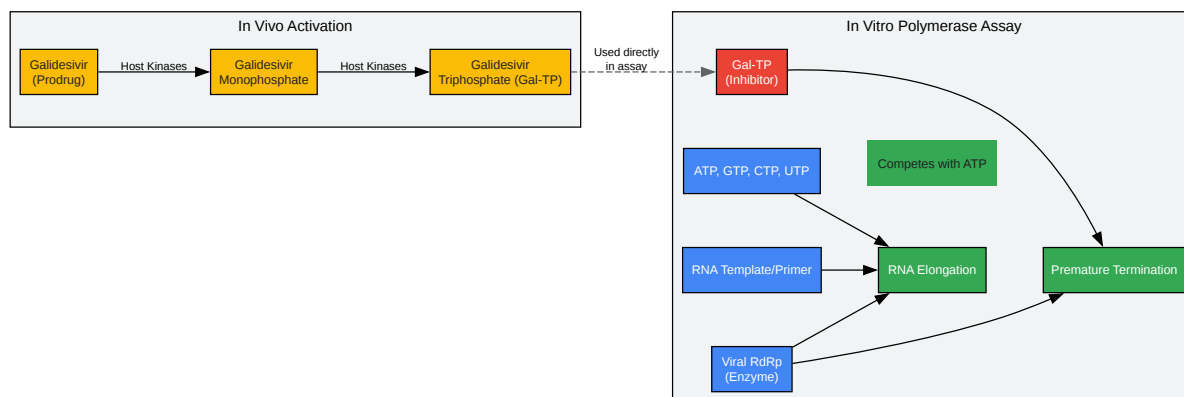 In Vivo Activation
Galidesivir
(Prodrug)
Host Kinases
Galidesivir
Monophosphate
Host Kinases
Galidesivir
Triphosphate (Gal-TP)
Used directly
in assay
In Vitro Polymerase Assay
Gal-TP
(Inhibitor)
ATP, GTP, CTP, UTP
Competes with ATP
RNA Template/Primer
RNA Elongation
Premature Termination
Viral RdRp
(Enzyme)